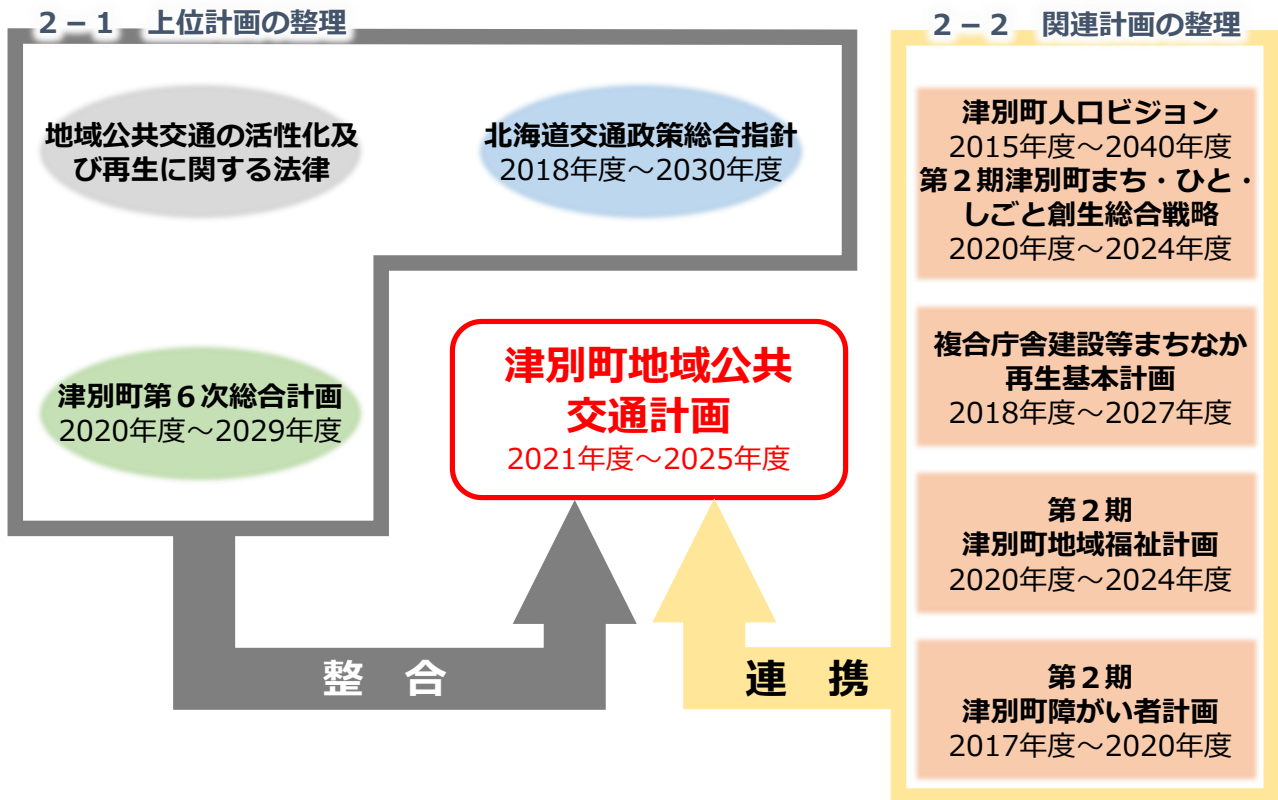 ２－１　上位計画の整理
地域公共交通の活性化及
び再生に関する法律
北海道交通政策総合指針
2018年度～2030年度
津別町第６次総合計画
2020年度～2029年度
津別町地域公共
交通計画
2021年度～2025年度
整　合
連　携
２－２　関連計画の整理
津別町人口ビジョン
2015年度～2040年度
第２期津別町まち・ひと・
しごと創生総合戦略
2020年度～2024年度
複合庁舎建設等まちなか
再生基本計画
2018年度～2027年度
第２期
津別町地域福祉計画
2020年度～2024年度
第２期
津別町障がい者計画
2017年度～2020年度